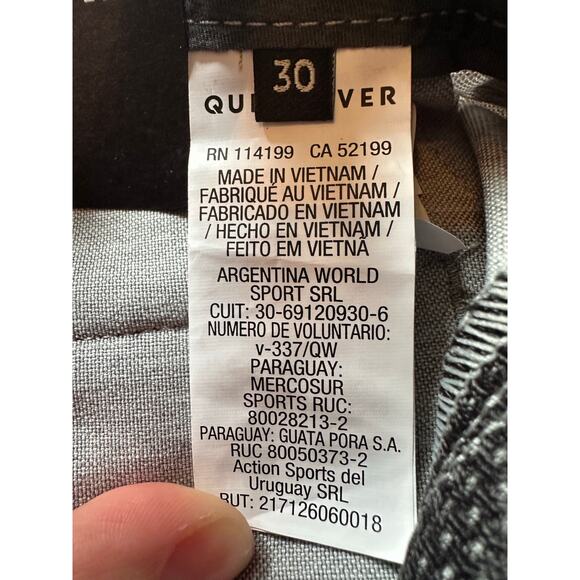 30
QUI VER
RN 114199 CA 52199
MADE IN VIETNAM /
FABRIQUÉ AU VIETNAM /
FABRICADO EN VIETNAM
/ HECHO EN VIETNAM /
FEITO EM VIETNÃ
ARGENTINA WORLD
SPORT SRL
CUIT: 30-69120930-6
NUMERO DE VOLUNTARIO:
v-337/QW
PARAGUAY:
MERCOSUR
SPORTS RUC:
80028213-2
PARAGUAY: GUATA PORA S.A.
RUC 80050373-2
Action Sports del
Uruguay SRL
RUT: 217126060018